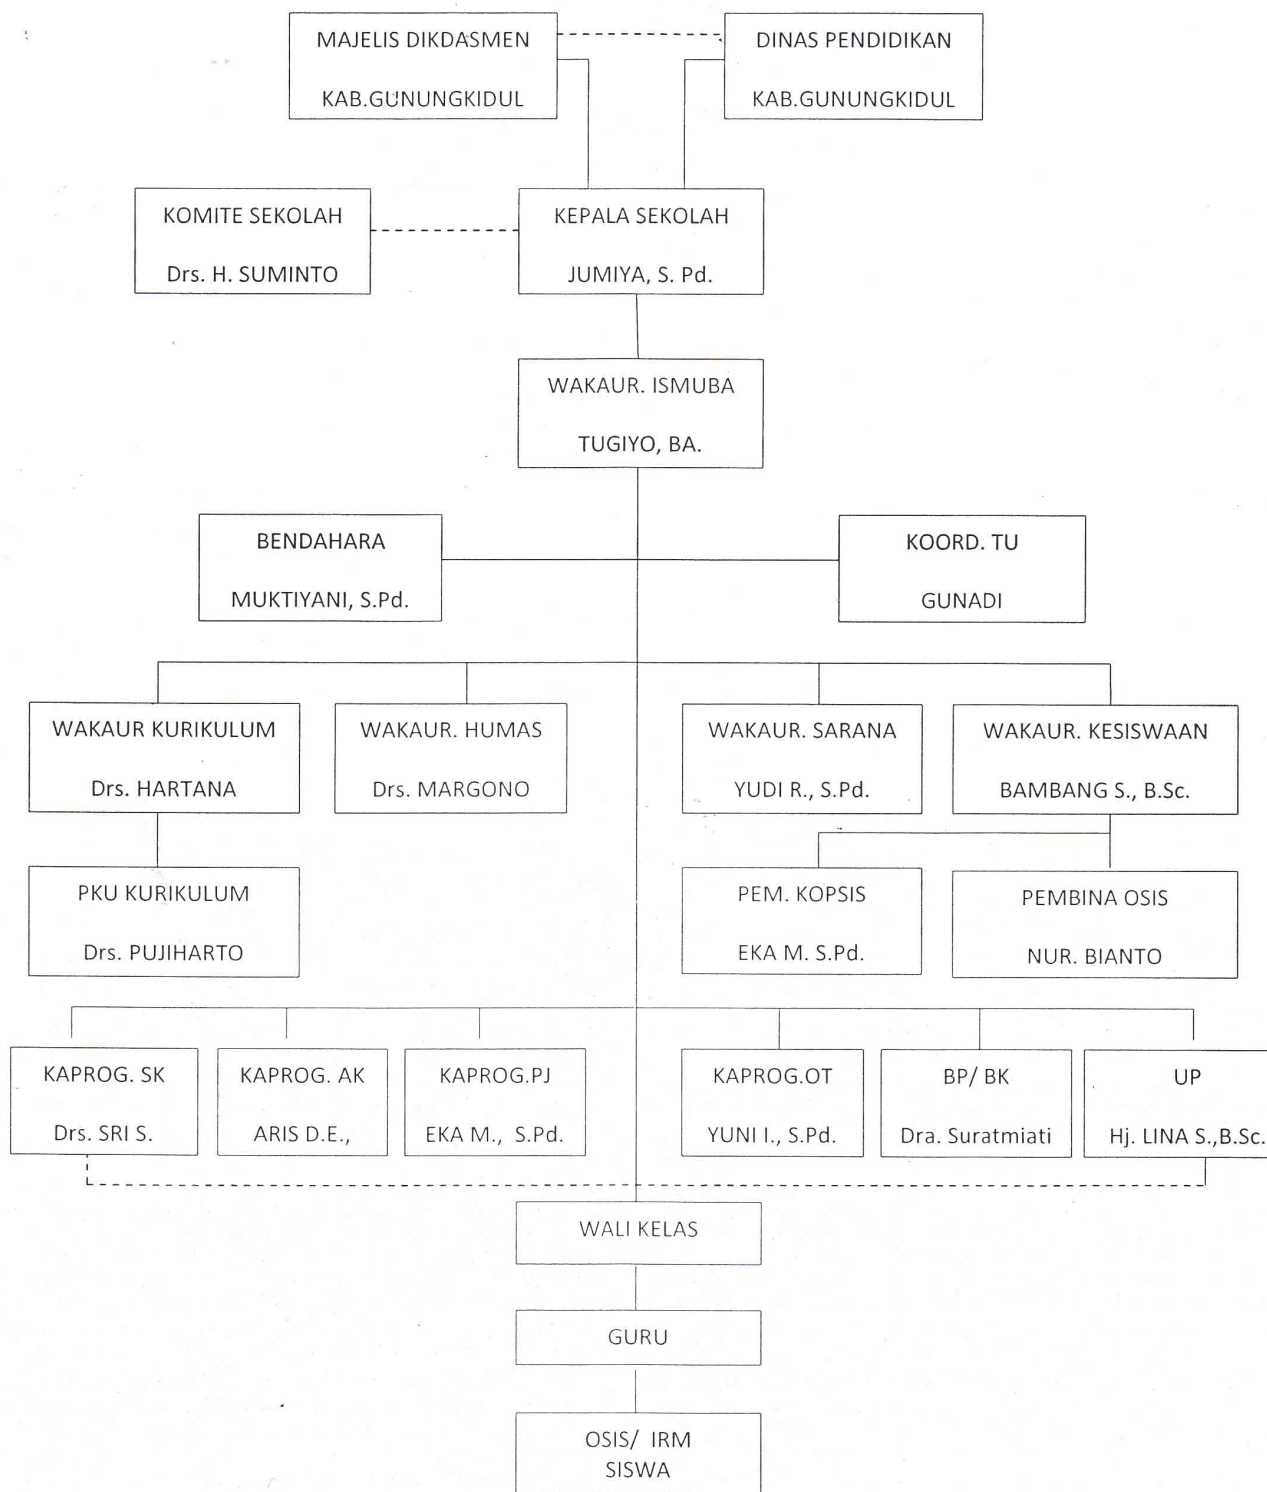 MAJELIS DIKDASMEN
KAB.GUNUNGKIDUL
DINAS PENDIDIKAN
KAB.GUNUNGKIDUL
KOMITE SEKOLAH
Drs. H. SUMINTO
KEPALA SEKOLAH
JUMIYA, S. Pd.
WAKAUR. ISMUBA
TUGIYO, BA.
BENDAHARA
MUKTIYANI, S.Pd.
KOORD. TU
GUNADI
WAKAUR KURIKULUM
Drs. HARTANA
WAKAUR. HUMAS
Drs. MARGONO
WAKAUR. SARANA
YUDI R., S.Pd.
WAKAUR. KESISWAAN
BAMBANG S., B.Sc.
PKU KURIKULUM
Drs. PUJIHARTO
PEM. KOPSIS
EKA M. S.Pd.
PEMBINA OSIS
NUR. BIANTO
KAPROG. SK
Drs. SRI S.
KAPROG. AK
ARIS D.E.,
KAPROG.PJ
EKA M., S.Pd.
KAPROG.OT
YUNI I., S.Pd.
BP/ BK
Dra. Suratmiati
UP
Hj. LINA S.,B.Sc.
WALI KELAS
GURU
OSIS/ IRM
SISWA